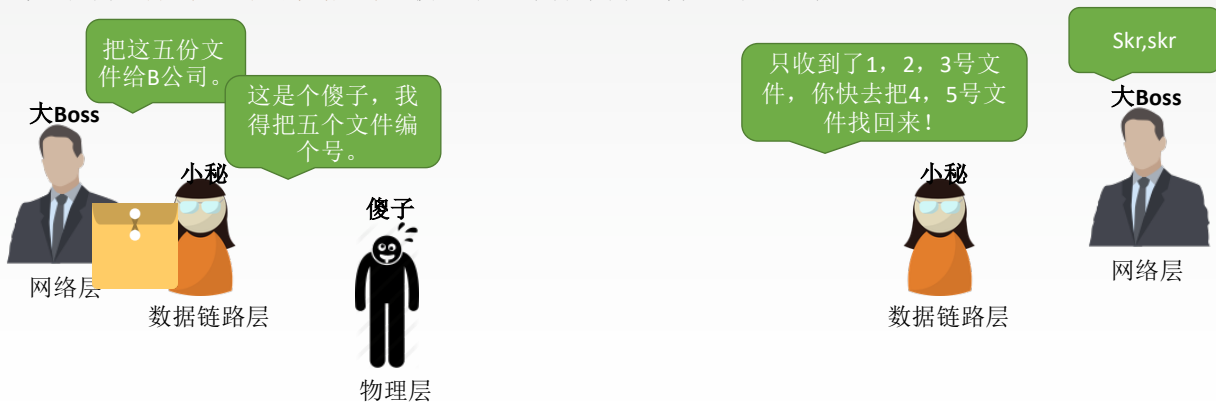 把这五份文
件给B公司。
这是个傻子，我
得把五个文件编
个号。
只收到了1，2，3号文
件，你快去把4，5号文
件找回来！
Skr,skr
大Boss
小秘
傻子
小秘
大Boss
网络层
数据链路层
物理层
数据链路层
网络层